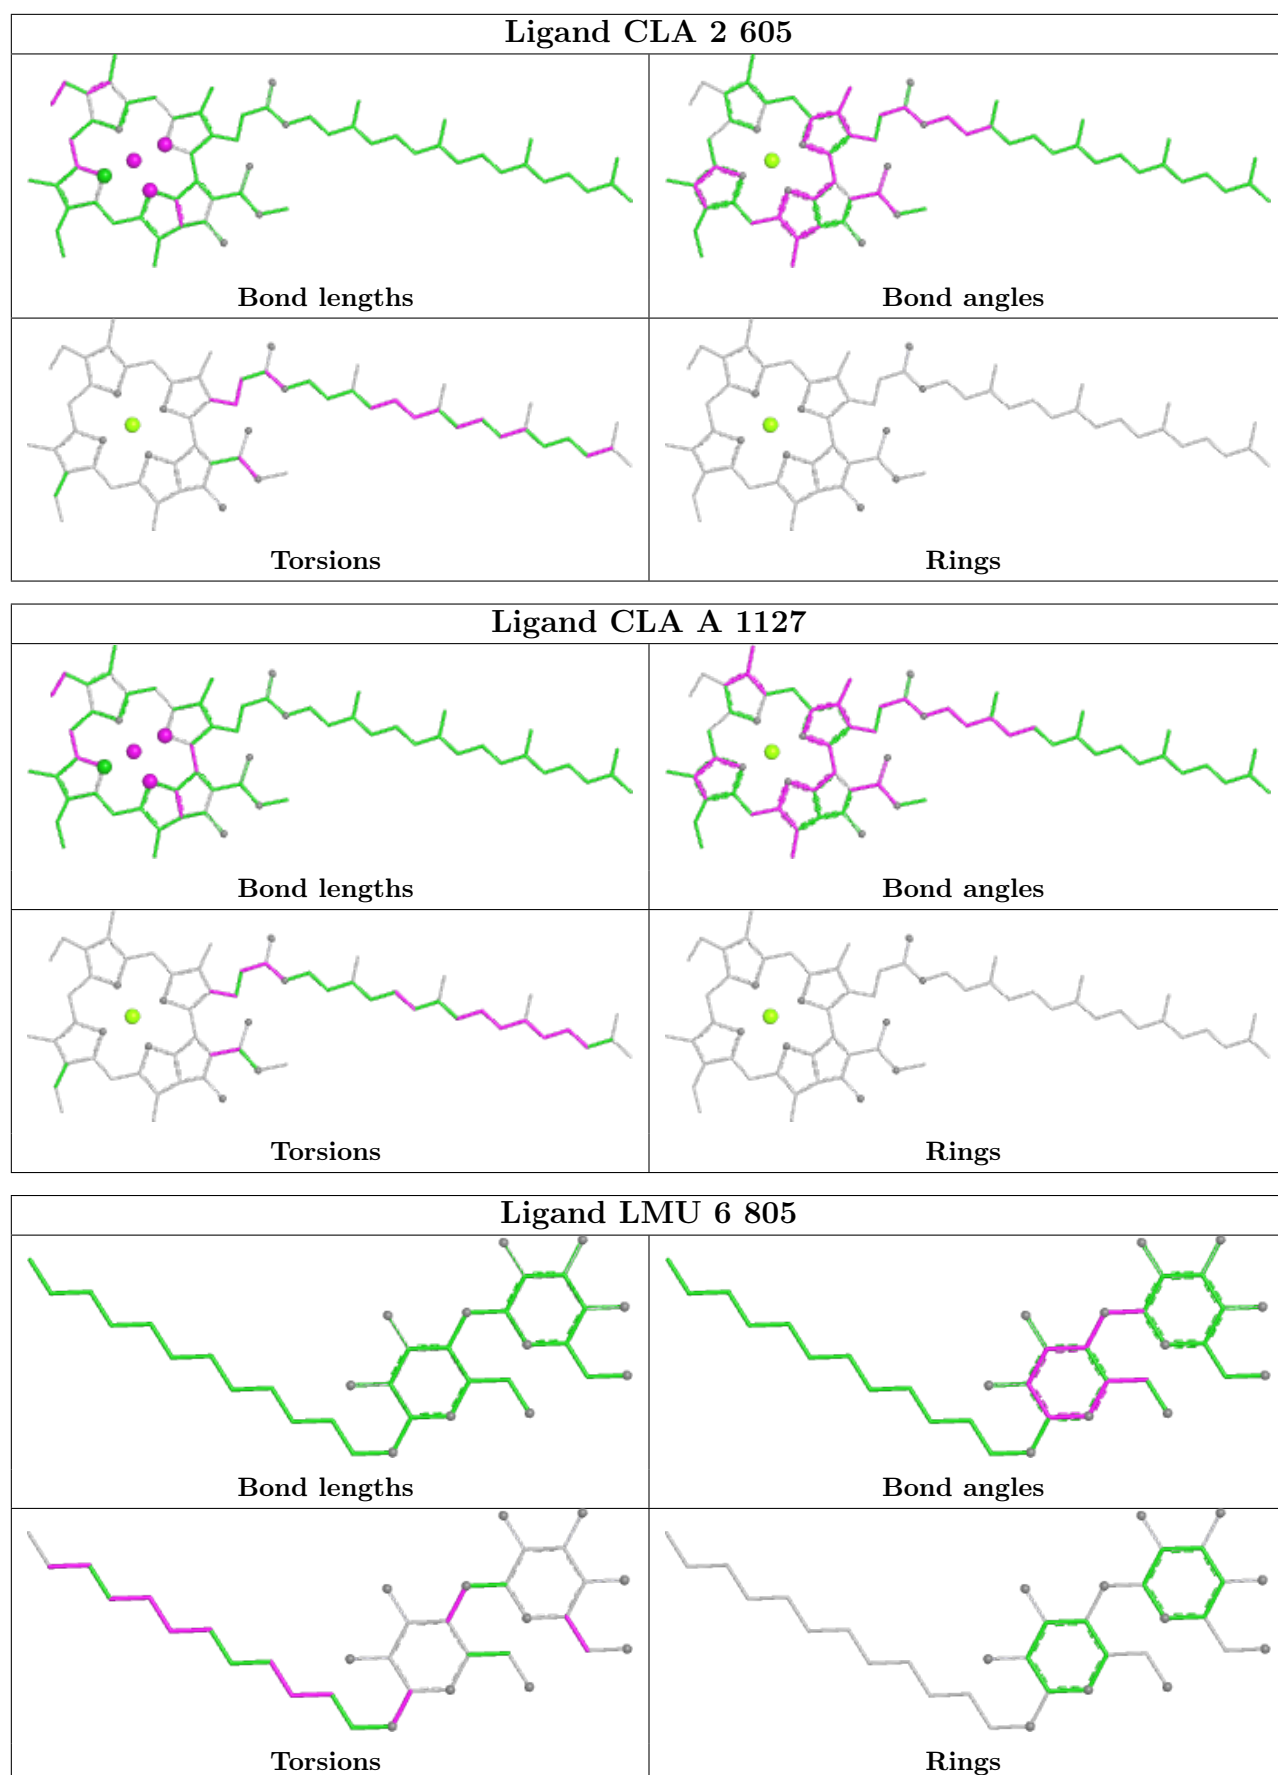 Ligand CLA 2 605
Bond lengths
Bond angles
Torsions
Rings
Ligand CLA A 1127
Bond lengths
Bond angles
Torsions
Rings
Ligand LMU 6 805
Bond lengths
Bond angles
Torsions
Rings